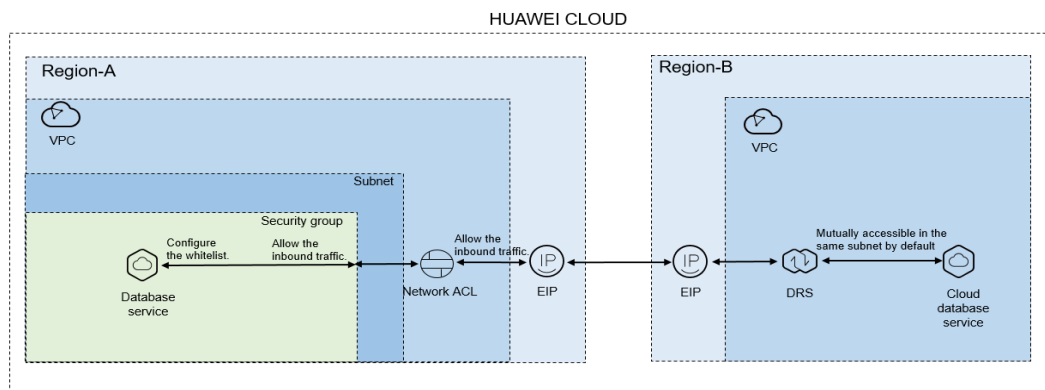 HUAWEI CLOUD
Region-A
VPC
Subnet
Security group
Configure
the whitelist.
Allow the
inbound traffic.
Database
service
Allow the
inbound traffic.
Network ACL
IP
EIP
Region-B
VPC
IP
EIP
DRS
Mutually accessible in the
same subnet by default
Cloud
database
service